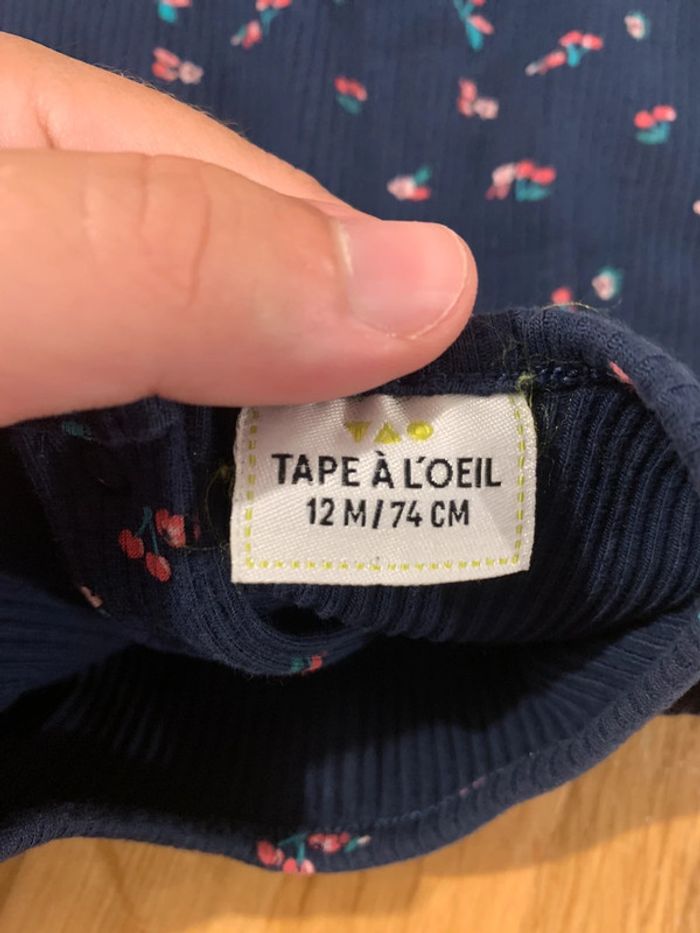 TAO
TAPE À L'OEIL
12 M / 74 CM